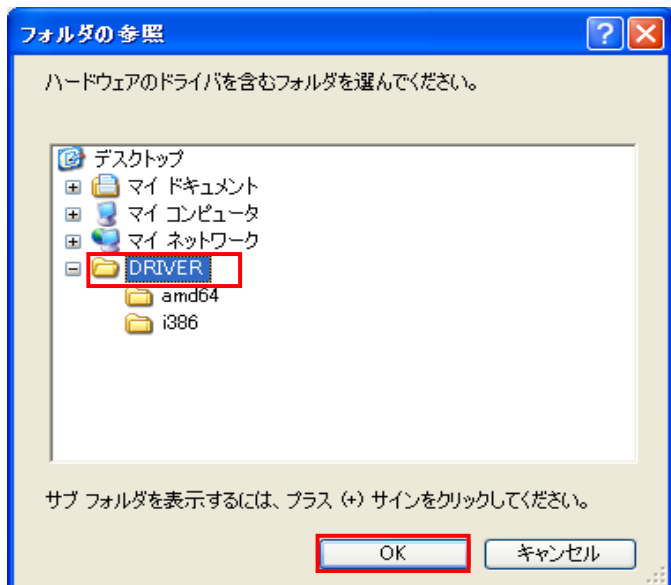 フォルダの参照
ハードウェアのドライバを含むフォルダを選んでください。
デスクトップ
マイ ドキュメント
マイ コンピュータ
マイ ネットワーク
DRIVER
amd64
i386
サブ フォルダを表示するには、プラス (+) サインをクリックしてください。
OK キャンセル